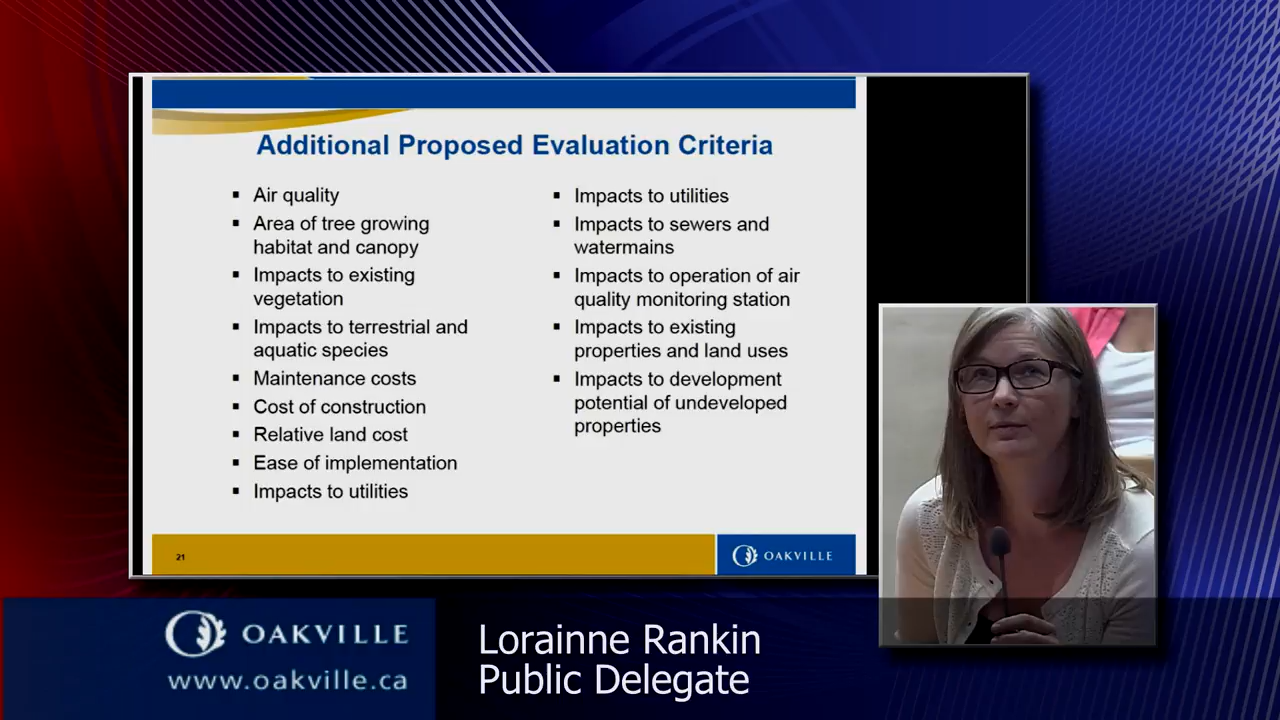 Additional Proposed Evaluation Criteria
▪ Air quality
▪ Area of tree growing
habitat and canopy
▪ Impacts to existing
vegetation
▪ Impacts to terrestrial and
aquatic species
▪ Maintenance costs
▪ Cost of construction
▪ Relative land cost
▪ Ease of implementation
▪ Impacts to utilities
▪ Impacts to utilities
▪ Impacts to sewers and
watermains
▪ Impacts to operation of air
quality monitoring station
▪ Impacts to existing
properties and land uses
▪ Impacts to development
potential of undeveloped
properties
21
OAKVILLE
OAKVILLE
www.oakville.ca
Lorainne Rankin
Public Delegate